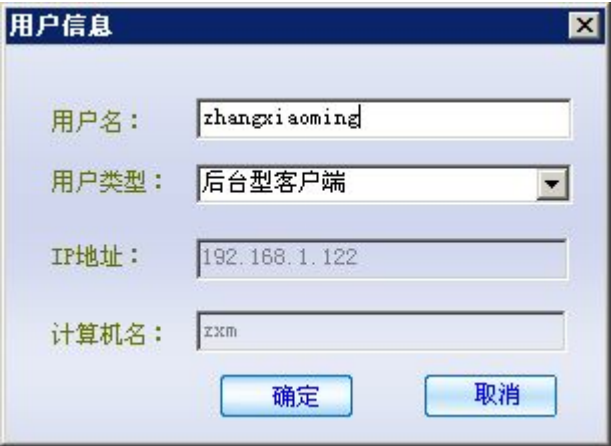 用户信息
用户名：zhangxiaoming
用户类型：后台型客户端
IP地址：192.168.1.122
计算机名：zxm
确定 取消